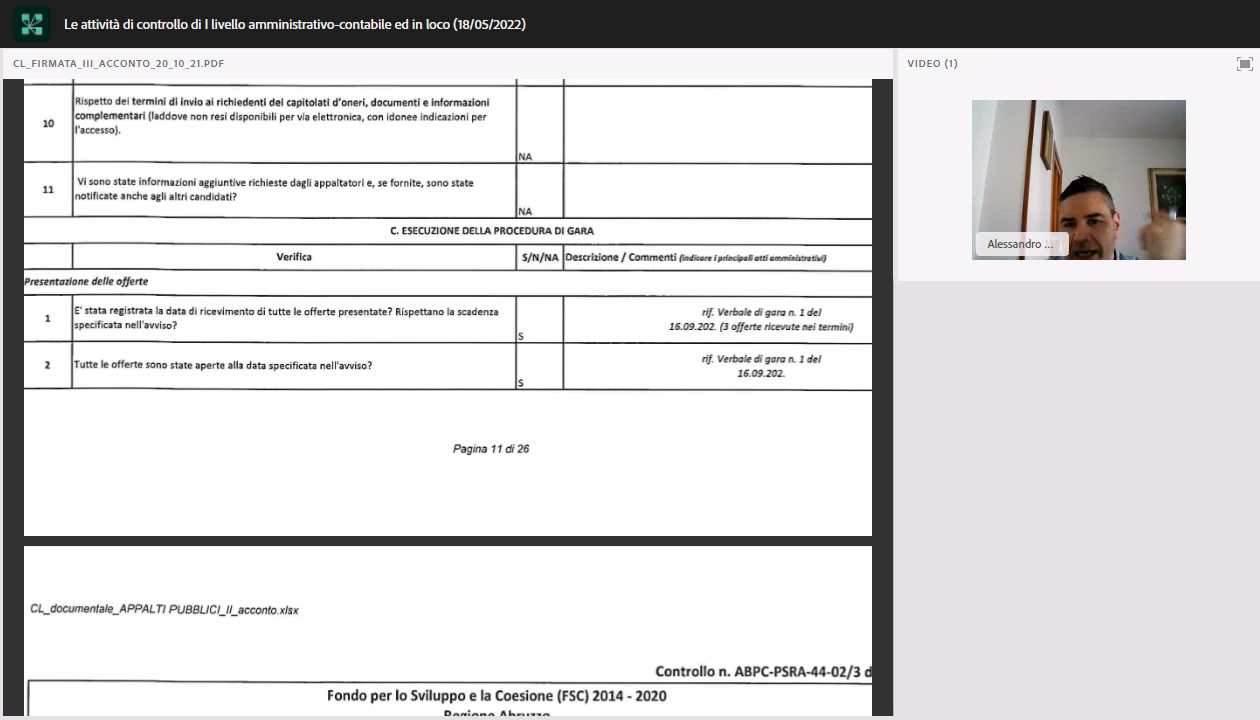 Le attività di controllo di I livello amministrativo-contabile ed in loco (18/05/2022)
CL_FIRMATA_III_ACCONTO_20_10_21.PDF
VIDEO (1)
10
Rispetto dei termini di invio ai richiedenti dei capitolati d'oneri, documenti e informazioni
complementari (laddove non resi disponibili per via elettronica, con idonee indicazioni per
l'accesso).
NA
11
Vi sono state informazioni aggiuntive richieste dagli appaltatori e, se fornite, sono state
notificate anche agli altri candidati?
NA
C. ESECUZIONE DELLA PROCEDURA DI GARA
Verifica
S/N/NA
Descrizione / Commenti (indicare i principali atti amministrativi)
Presentazione delle offerte
1
E' stata registrata la data di ricevimento di tutte le offerte presentate? Rispettano la scadenza
specificata nell'avviso?
S
rif. Verbale di gara n. 1 del
16.09.202. (3 offerte ricevute nei termini)
2
Tutte le offerte sono state aperte alla data specificata nell'avviso?
S
rif. Verbale di gara n. 1 del
16.09.202.
Pagina 11 di 26
CL_documentale_APPALTI PUBBLICI_II_acconto.xlsx
Controllo n. ABPC-PSRA-44-02/3 d
Fondo per lo Sviluppo e la Coesione (FSC) 2014 - 2020
Regione Abruzzo
Alessandro ...